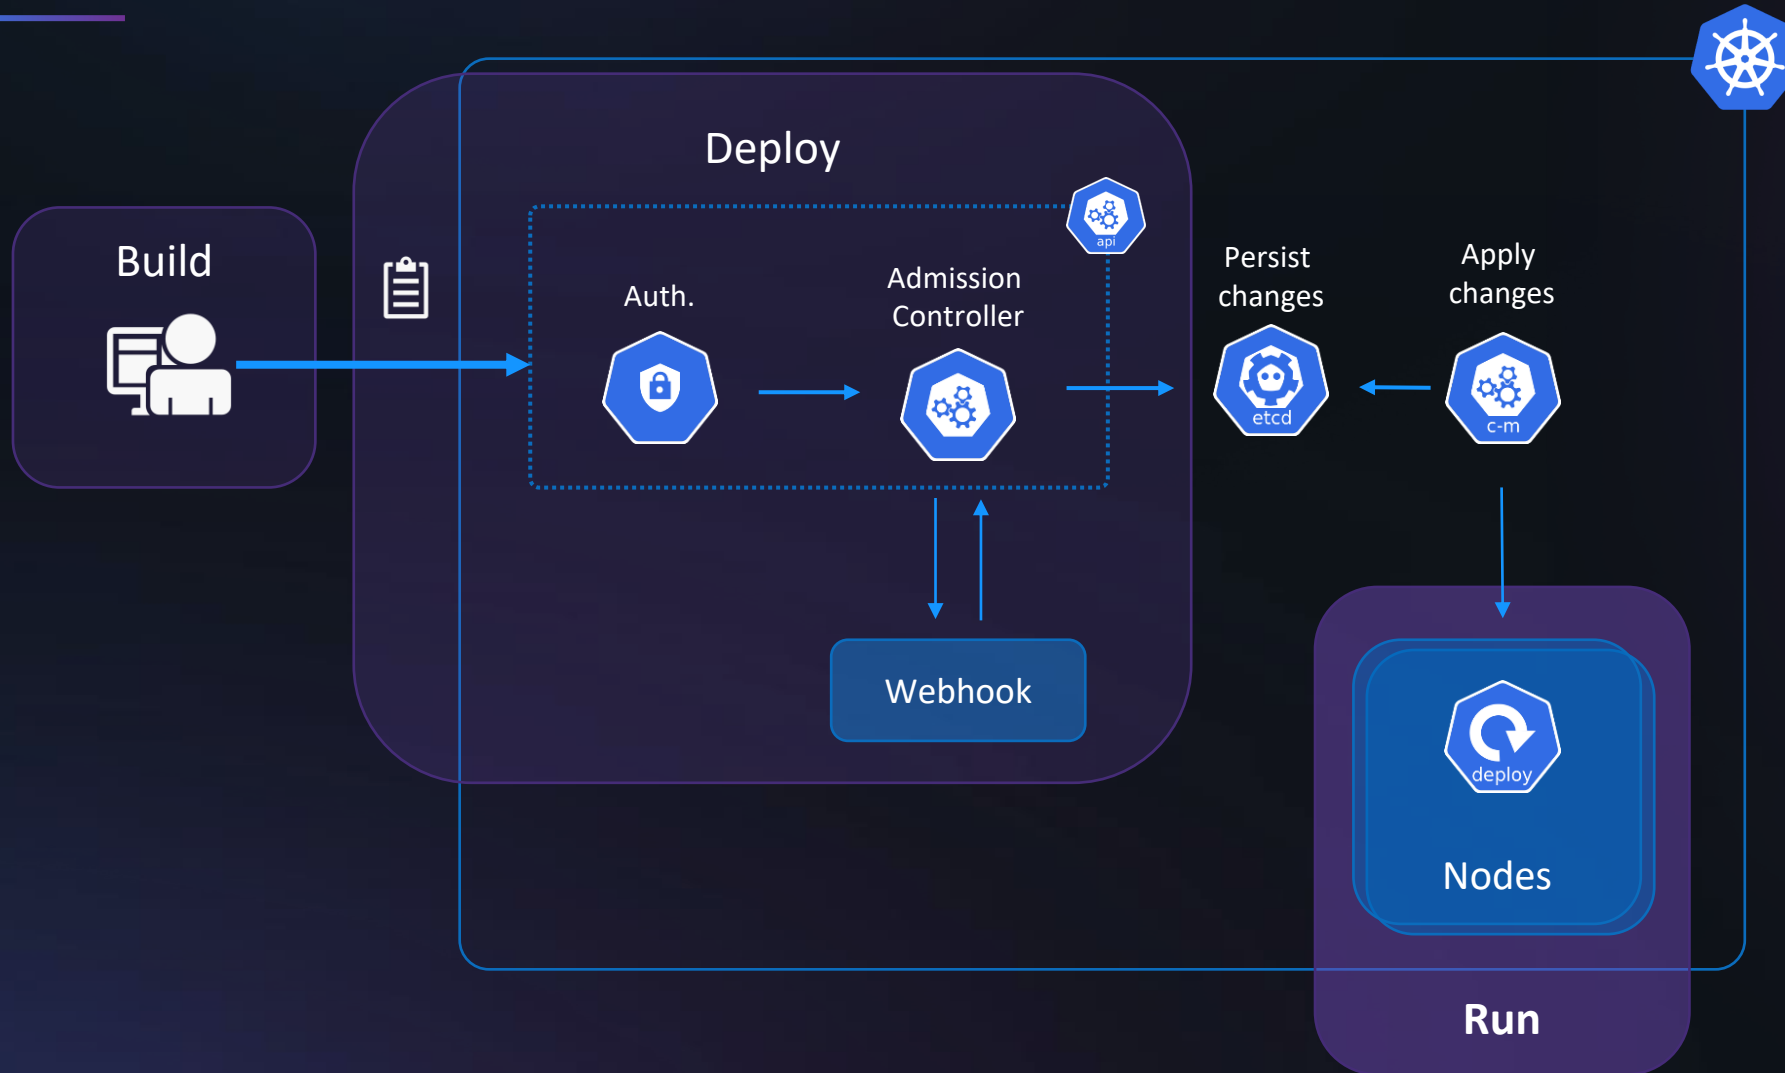 Deploy
Build
api
Auth.
Admission
Controller
Persist
changes
Apply
changes
etcd
c-m
Webhook
deploy
Nodes
Run